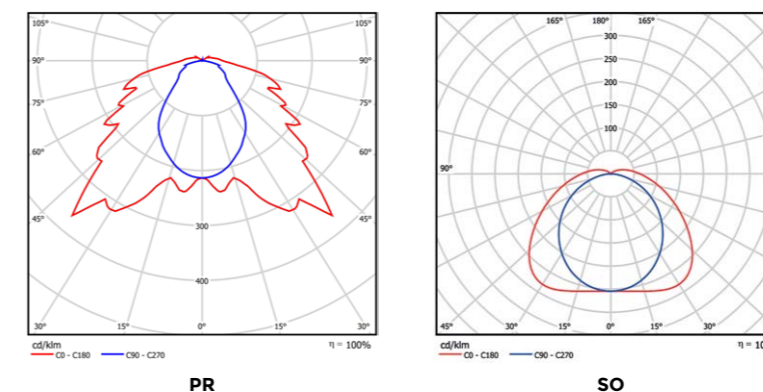 105° 105°
90° 90°
75° 75°
60° 60°
45° 45°
300
400
30° 15° 0° 15° 30°
cd/klm η = 100%
C0 - C180 C90 - C270
PR
165° 180° 165°
300
250
200
150
100
90°
45° 30° 15° 0° 15° 30°
cd/klm η = 10
C0 - C180 C90 - C270
SO